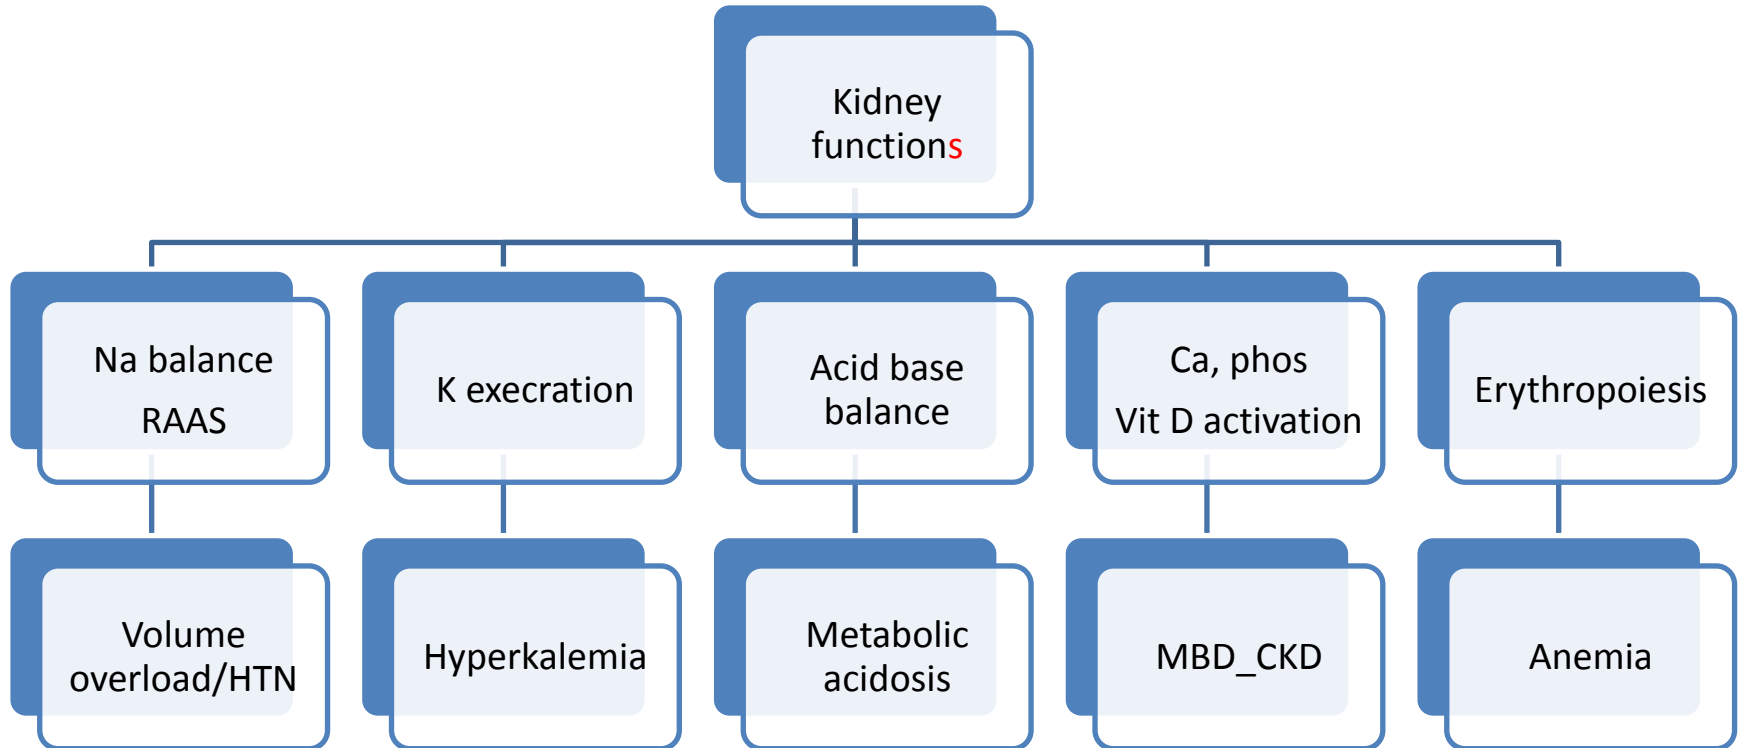 Kidney
functions
Na balance
RAAS
K execration
Acid base
balance
Ca, phos
Vit D activation
Erythropoiesis
Volume
overload/HTN
Hyperkalemia
Metabolic
acidosis
MBD_CKD
Anemia